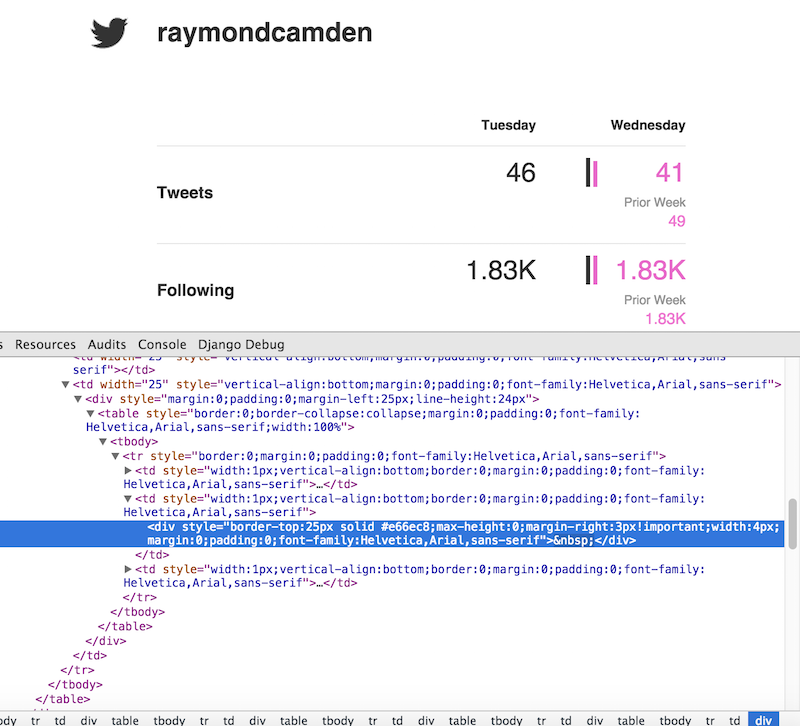 raymondcamden
Tuesday Wednesday
Tweets 46 41
Prior Week
49
Following 1.83K 1.83K
Prior Week
1.83K
s Resources Audits Console Django Debug
<td width="25" style="vertical-align:bottom;margin:0;padding:0;font-family:Helvetica,Arial,sans-
serif"></td>
▼<td width="25" style="vertical-align:bottom;margin:0;padding:0;font-family:Helvetica,Arial,sans-serif">
▼<div style="margin:0;padding:0;margin-left:25px;line-height:24px">
▼<table style="border:0;border-collapse:collapse;margin:0;padding:0;font-family:
Helvetica,Arial,sans-serif;width:100%">
▼<tbody>
▼<tr style="border:0;margin:0;padding:0;font-family:Helvetica,Arial,sans-serif">
▶<td style="width:1px;vertical-align:bottom;border:0;margin:0;padding:0;font-family:
Helvetica,Arial,sans-serif">…</td>
▼<td style="width:1px;vertical-align:bottom;border:0;margin:0;padding:0;font-family:
Helvetica,Arial,sans-serif">
<div style="border-top:25px solid #e66ec8;max-height:0;margin-right:3px!important;width:4px;
margin:0;padding:0;font-family:Helvetica,Arial,sans-serif">&nbsp;</div>
</td>
▶<td style="width:1px;vertical-align:bottom;border:0;margin:0;padding:0;font-family:
Helvetica,Arial,sans-serif">…</td>
</tr>
</tbody>
</table>
</div>
</td>
</tr>
</tbody>
</table>
ody tr td div table tbody tr td div table tbody tr td div table tbody tr td div table tbody tr td div